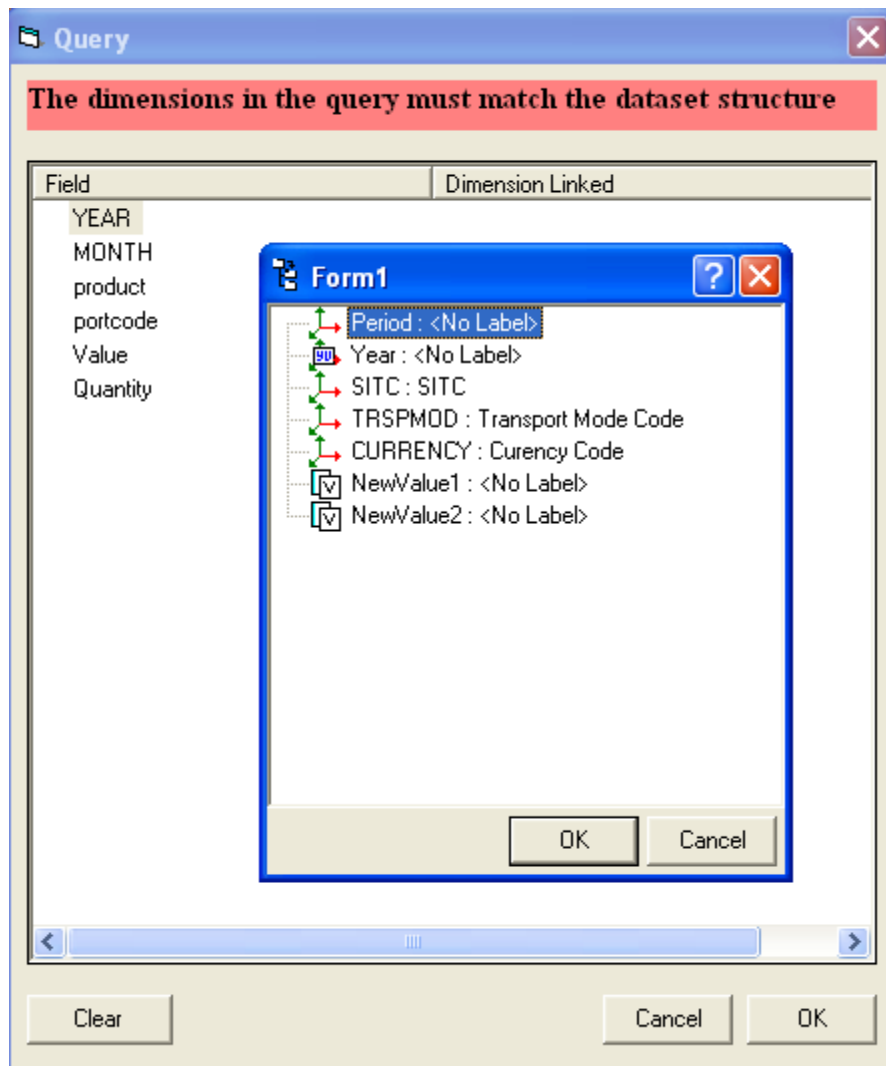 Query
The dimensions in the query must match the dataset structure
Field Dimension Linked
YEAR
MONTH
product
portcode
Value
Quantity
Form1
Period : <No Label>
Year : <No Label>
SITC : SITC
TRSPMOD : Transport Mode Code
CURRENCY : Curency Code
NewValue1 : <No Label>
NewValue2 : <No Label>
OK Cancel
Clear Cancel OK